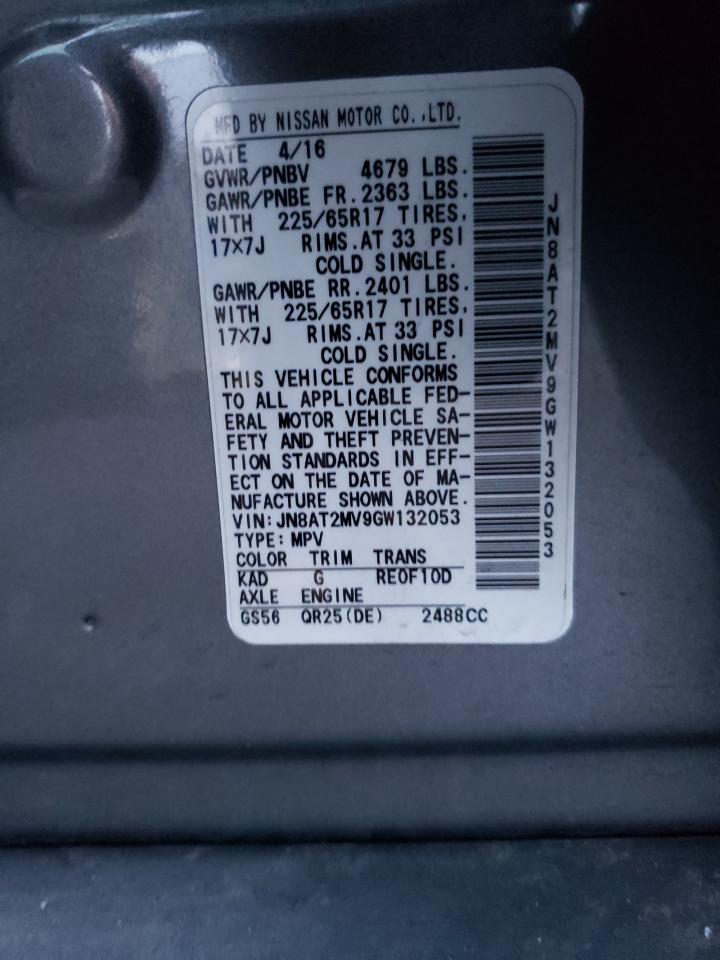 MFD BY NISSAN MOTOR CO.,LTD.
DATE 4/16
GVWR/PNBV 4679 LBS.
GAWR/PNBE FR.2363 LBS.
WITH 225/65R17 TIRES,
17X7J RIMS.AT 33 PSI
COLD SINGLE.
GAWR/PNBE RR.2401 LBS.
WITH 225/65R17 TIRES,
17X7J RIMS.AT 33 PSI
COLD SINGLE.
THIS VEHICLE CONFORMS
TO ALL APPLICABLE FED-
ERAL MOTOR VEHICLE SA-
FETY AND THEFT PREVEN-
TION STANDARDS IN EFF-
ECT ON THE DATE OF MA-
NUFACTURE SHOWN ABOVE.
VIN:JN8AT2MV9GW132053
TYPE:MPV
COLOR TRIM TRANS
KAD G RE0F10D
AXLE ENGINE
GS56 QR25(DE) 2488CC
JN8AT2MV9GW132053